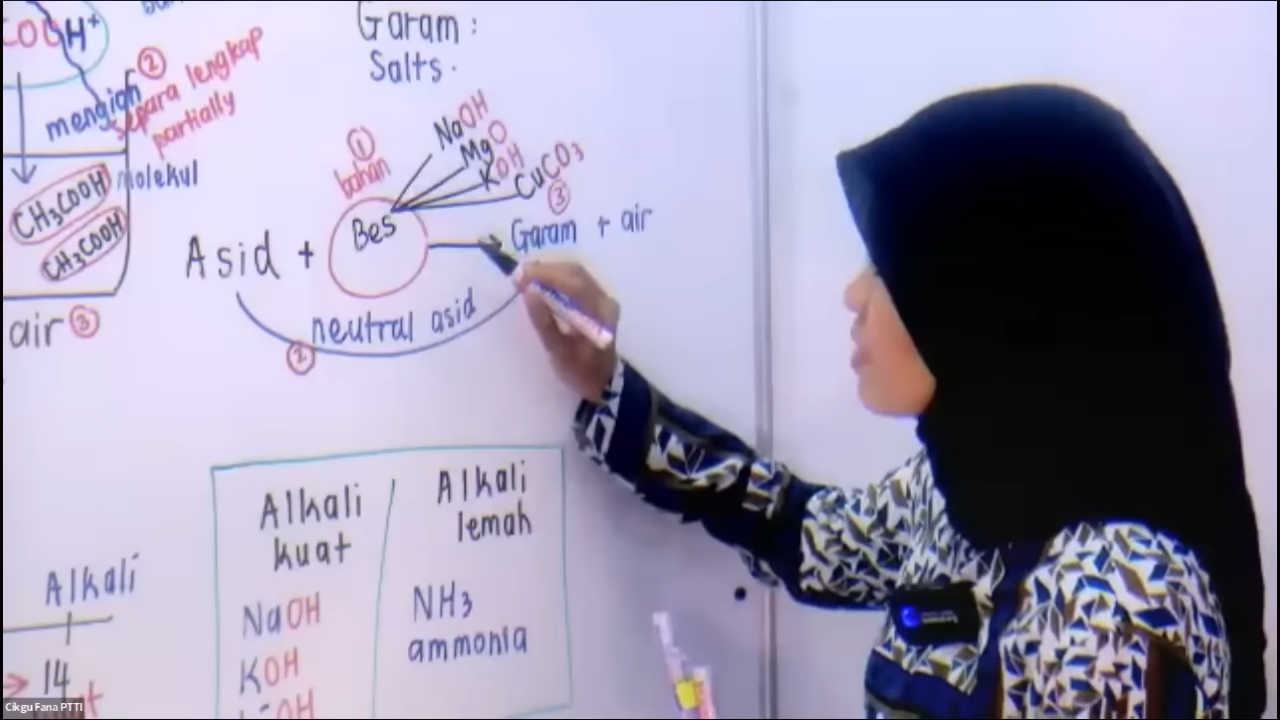 COOH⁺
②
mengion separa lengkap
partially
CH₃COOH molekul
CH₃COOH
air ③
Garam :
Salts.
①
bahan
NaOH
MgO
KOH
CuCO₃
③
Asid + Bes → Garam + air
neutral asid
②
Alkali kuat
Alkali lemah
NaOH
KOH
NH₃
ammonia
Alkali
14
Cikgu Fana PTTI